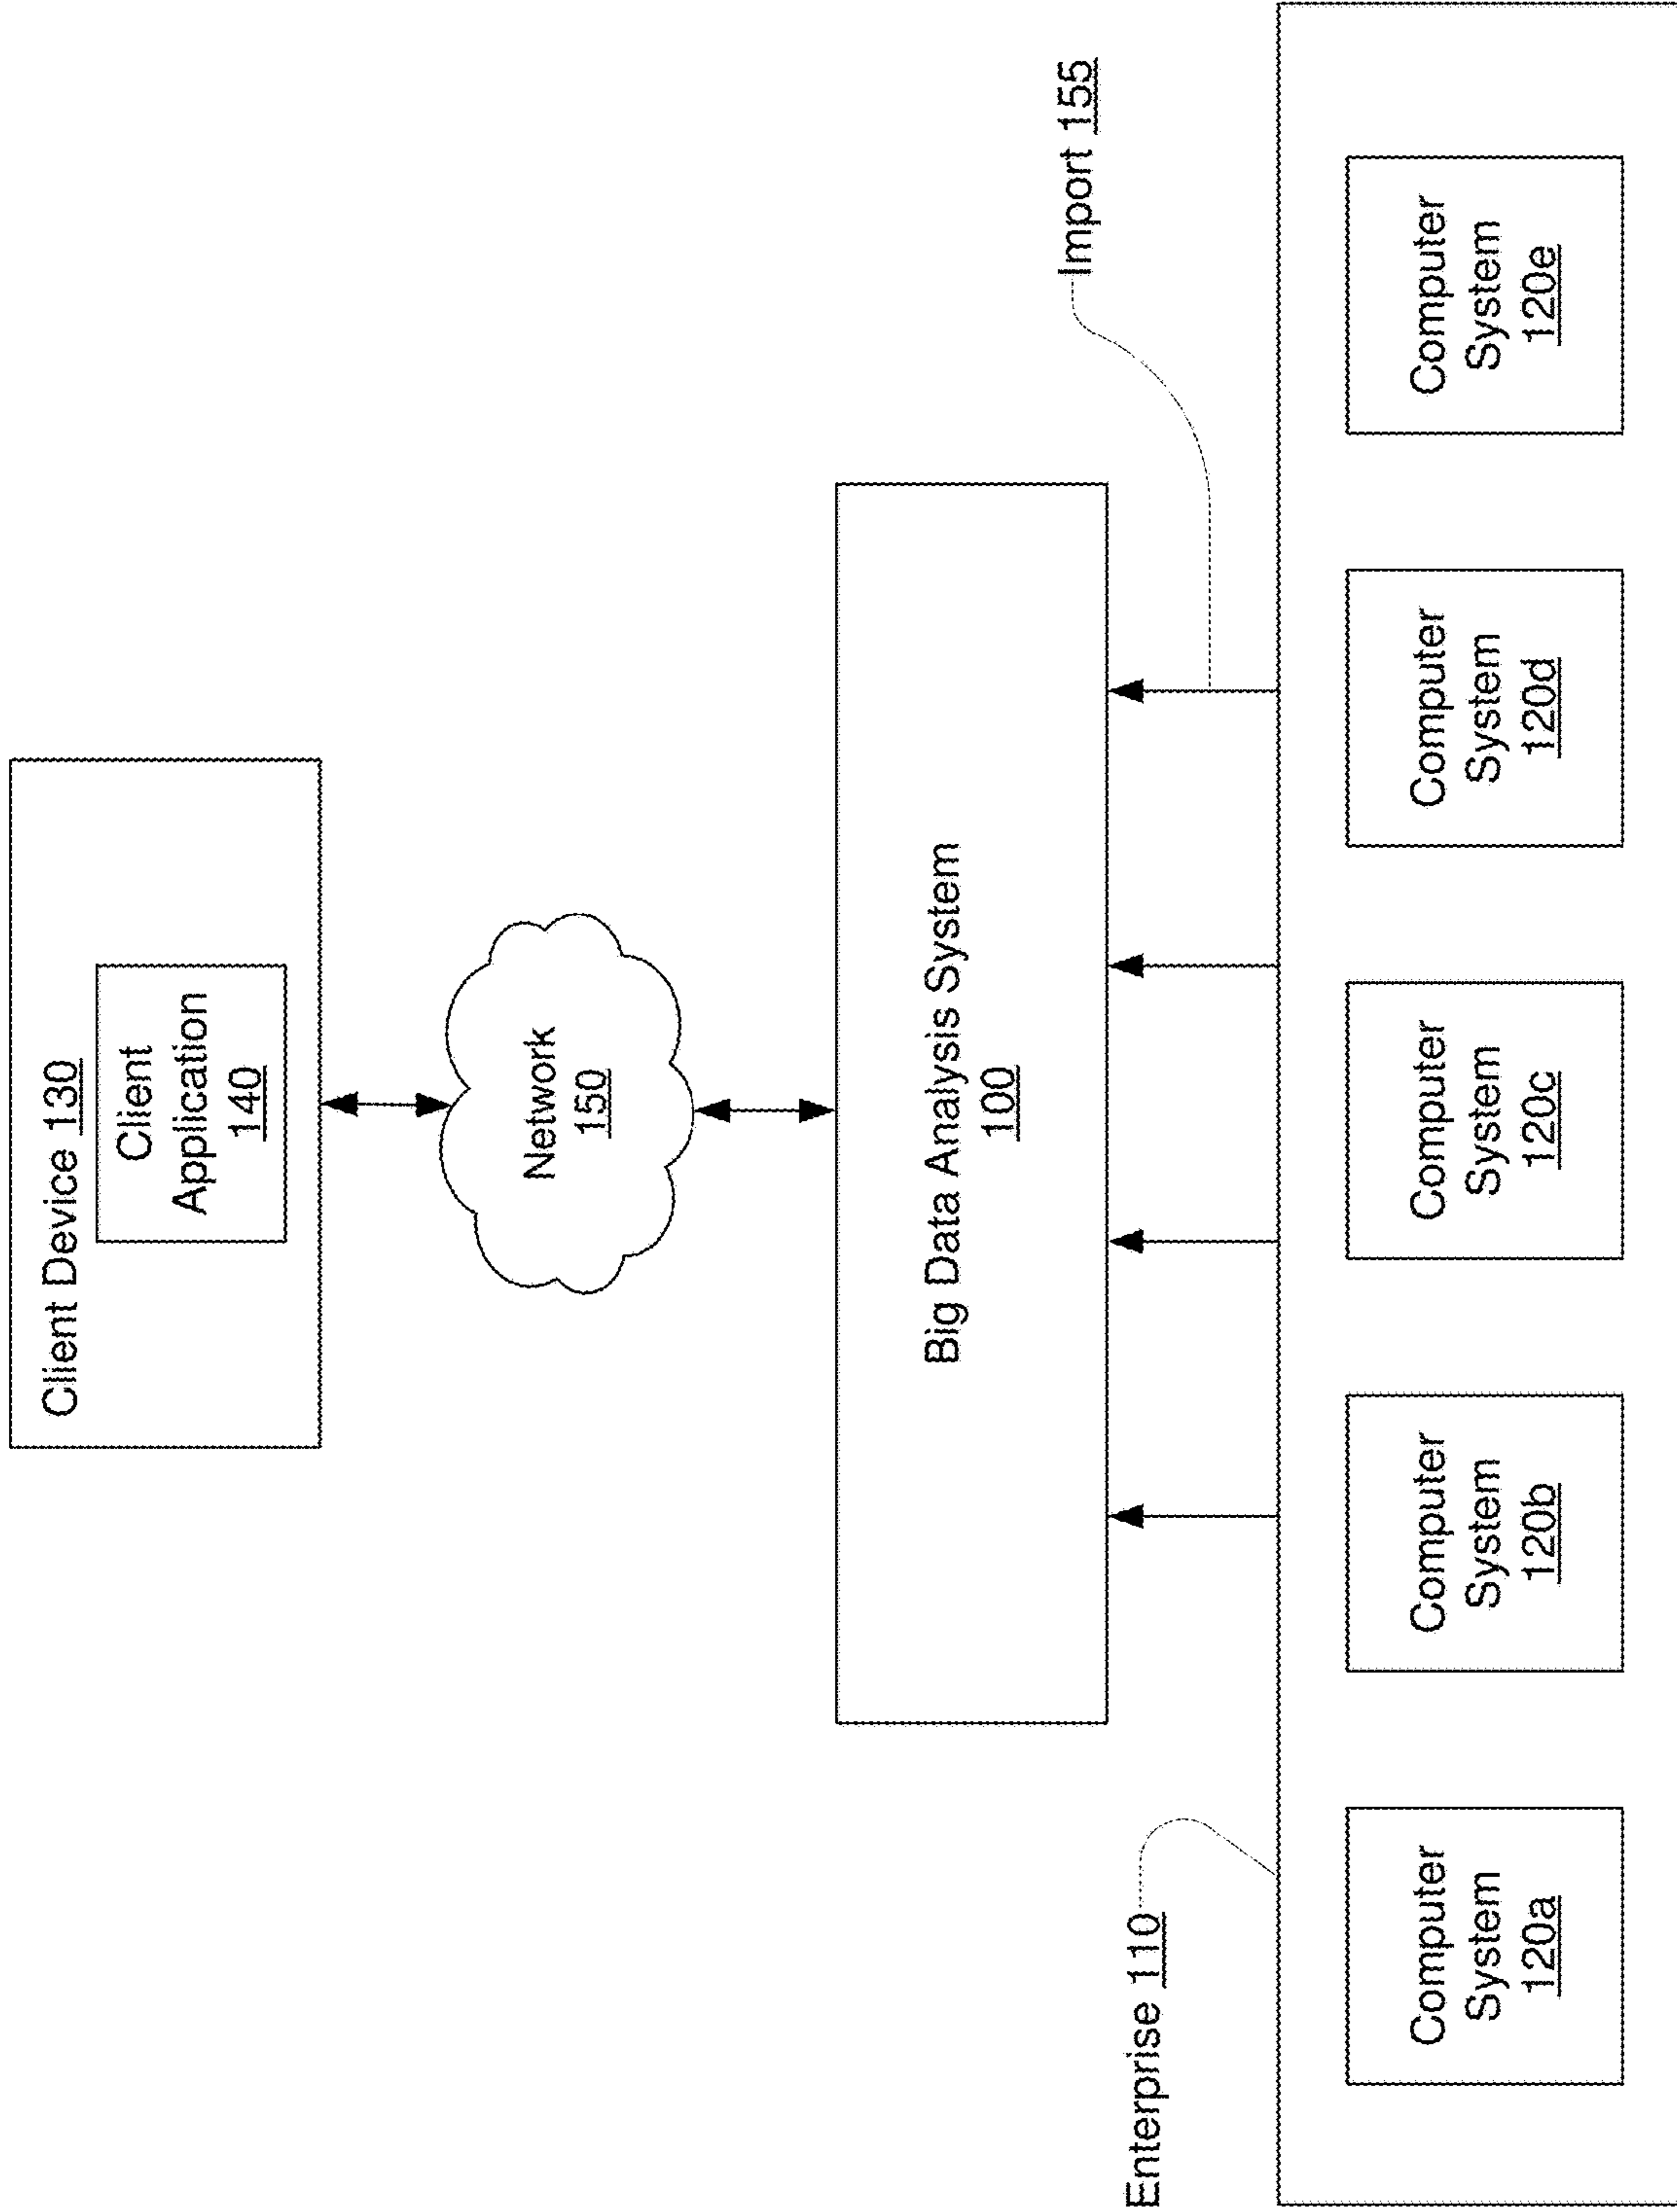 Client Device 130
Client
Application
140
Network
150
Big Data Analysis System
100
Import 155
Enterprise 110
Computer
System
120a
Computer
System
120b
Computer
System
120c
Computer
System
120d
Computer
System
120e